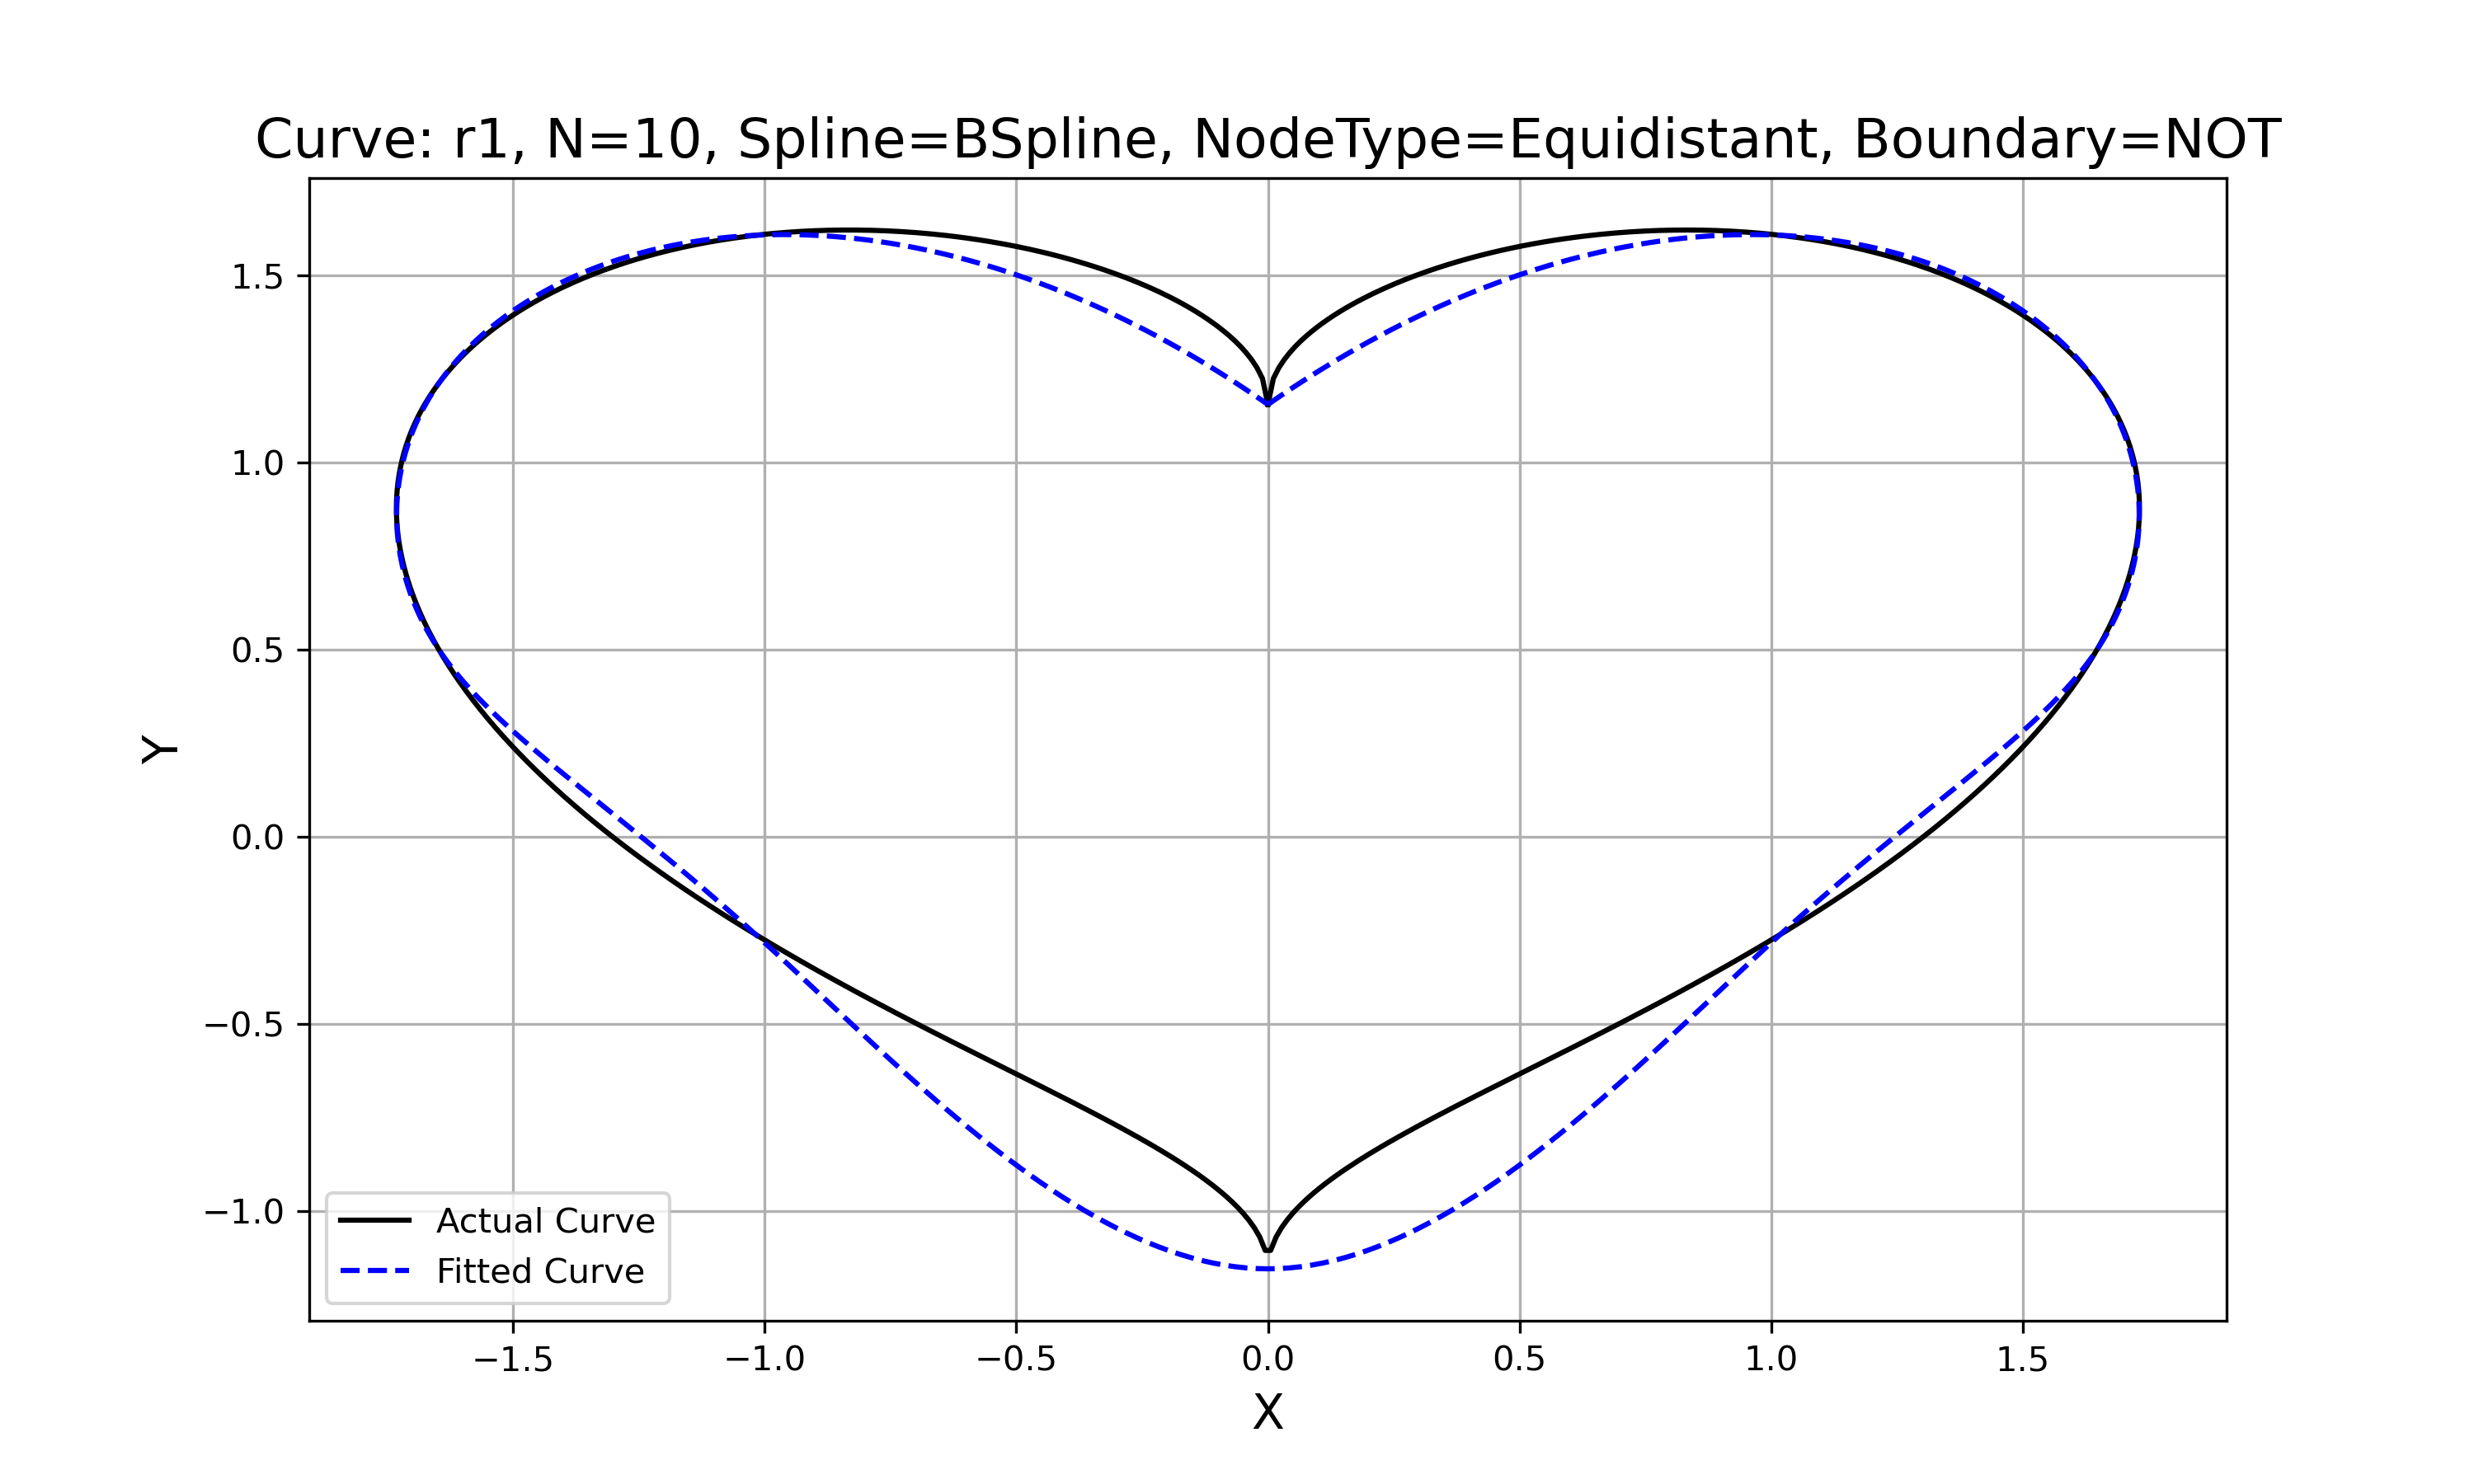 Curve: r1, N=10, Spline=BSpline, NodeType=Equidistant, Boundary=NOT
1.5
1.0
0.5
0.0
−0.5
−1.0
Y
Actual Curve
Fitted Curve
−1.5 −1.0 −0.5 0.0 0.5 1.0 1.5
X